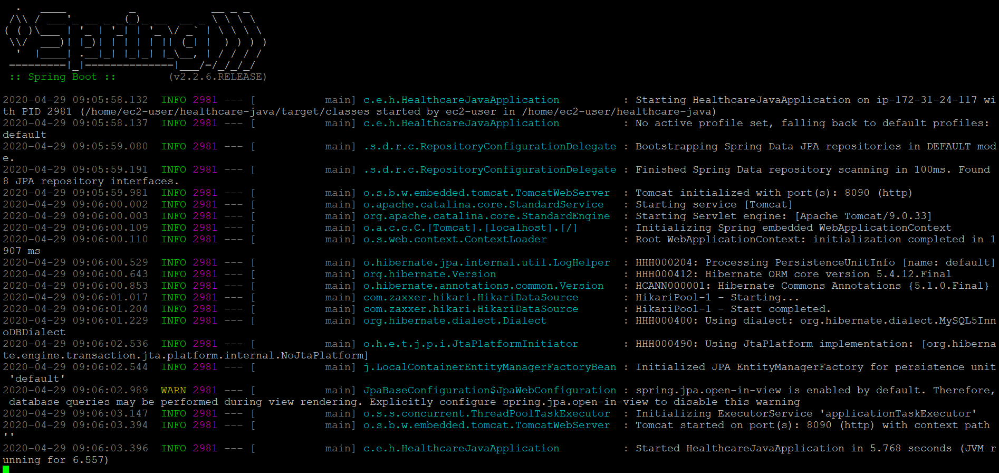 :: Spring Boot ::        (v2.2.6.RELEASE)
2020-04-29 09:05:58.132  INFO 2981 --- [           main] c.e.h.HealthcareJavaApplication          : Starting HealthcareJavaApplication on ip-172-31-24-117 wi
th PID 2981 (/home/ec2-user/healthcare-java/target/classes started by ec2-user in /home/ec2-user/healthcare-java)
2020-04-29 09:05:58.137  INFO 2981 --- [           main] c.e.h.HealthcareJavaApplication          : No active profile set, falling back to default profiles:
default
2020-04-29 09:05:59.080  INFO 2981 --- [           main] .s.d.r.c.RepositoryConfigurationDelegate : Bootstrapping Spring Data JPA repositories in DEFAULT mod
e.
2020-04-29 09:05:59.191  INFO 2981 --- [           main] .s.d.r.c.RepositoryConfigurationDelegate : Finished Spring Data repository scanning in 100ms. Found
8 JPA repository interfaces.
2020-04-29 09:05:59.981  INFO 2981 --- [           main] o.s.b.w.embedded.tomcat.TomcatWebServer  : Tomcat initialized with port(s): 8090 (http)
2020-04-29 09:06:00.002  INFO 2981 --- [           main] o.apache.catalina.core.StandardService   : Starting service [Tomcat]
2020-04-29 09:06:00.003  INFO 2981 --- [           main] org.apache.catalina.core.StandardEngine  : Starting Servlet engine: [Apache Tomcat/9.0.33]
2020-04-29 09:06:00.109  INFO 2981 --- [           main] o.a.c.c.C.[Tomcat].[localhost].[/]       : Initializing Spring embedded WebApplicationContext
2020-04-29 09:06:00.110  INFO 2981 --- [           main] o.s.web.context.ContextLoader            : Root WebApplicationContext: initialization completed in 1
907 ms
2020-04-29 09:06:00.529  INFO 2981 --- [           main] o.hibernate.jpa.internal.util.LogHelper  : HHH000204: Processing PersistenceUnitInfo [name: default]
2020-04-29 09:06:00.643  INFO 2981 --- [           main] org.hibernate.Version                    : HHH000412: Hibernate ORM core version 5.4.12.Final
2020-04-29 09:06:00.853  INFO 2981 --- [           main] o.hibernate.annotations.common.Version   : HCANN000001: Hibernate Commons Annotations {5.1.0.Final}
2020-04-29 09:06:01.017  INFO 2981 --- [           main] com.zaxxer.hikari.HikariDataSource       : HikariPool-1 - Starting...
2020-04-29 09:06:01.204  INFO 2981 --- [           main] com.zaxxer.hikari.HikariDataSource       : HikariPool-1 - Start completed.
2020-04-29 09:06:01.229  INFO 2981 --- [           main] org.hibernate.dialect.Dialect            : HHH000400: Using dialect: org.hibernate.dialect.MySQL5Inn
oDBDialect
2020-04-29 09:06:02.536  INFO 2981 --- [           main] o.h.e.t.j.p.i.JtaPlatformInitiator       : HHH000490: Using JtaPlatform implementation: [org.hiberna
te.engine.transaction.jta.platform.internal.NoJtaPlatform]
2020-04-29 09:06:02.544  INFO 2981 --- [           main] j.LocalContainerEntityManagerFactoryBean : Initialized JPA EntityManagerFactory for persistence unit
 'default'
2020-04-29 09:06:02.989  WARN 2981 --- [           main] JpaBaseConfiguration$JpaWebConfiguration : spring.jpa.open-in-view is enabled by default. Therefore,
 database queries may be performed during view rendering. Explicitly configure spring.jpa.open-in-view to disable this warning
2020-04-29 09:06:03.147  INFO 2981 --- [           main] o.s.s.concurrent.ThreadPoolTaskExecutor  : Initializing ExecutorService 'applicationTaskExecutor'
2020-04-29 09:06:03.394  INFO 2981 --- [           main] o.s.b.w.embedded.tomcat.TomcatWebServer  : Tomcat started on port(s): 8090 (http) with context path
''
2020-04-29 09:06:03.396  INFO 2981 --- [           main] c.e.h.HealthcareJavaApplication          : Started HealthcareJavaApplication in 5.768 seconds (JVM r
unning for 6.557)